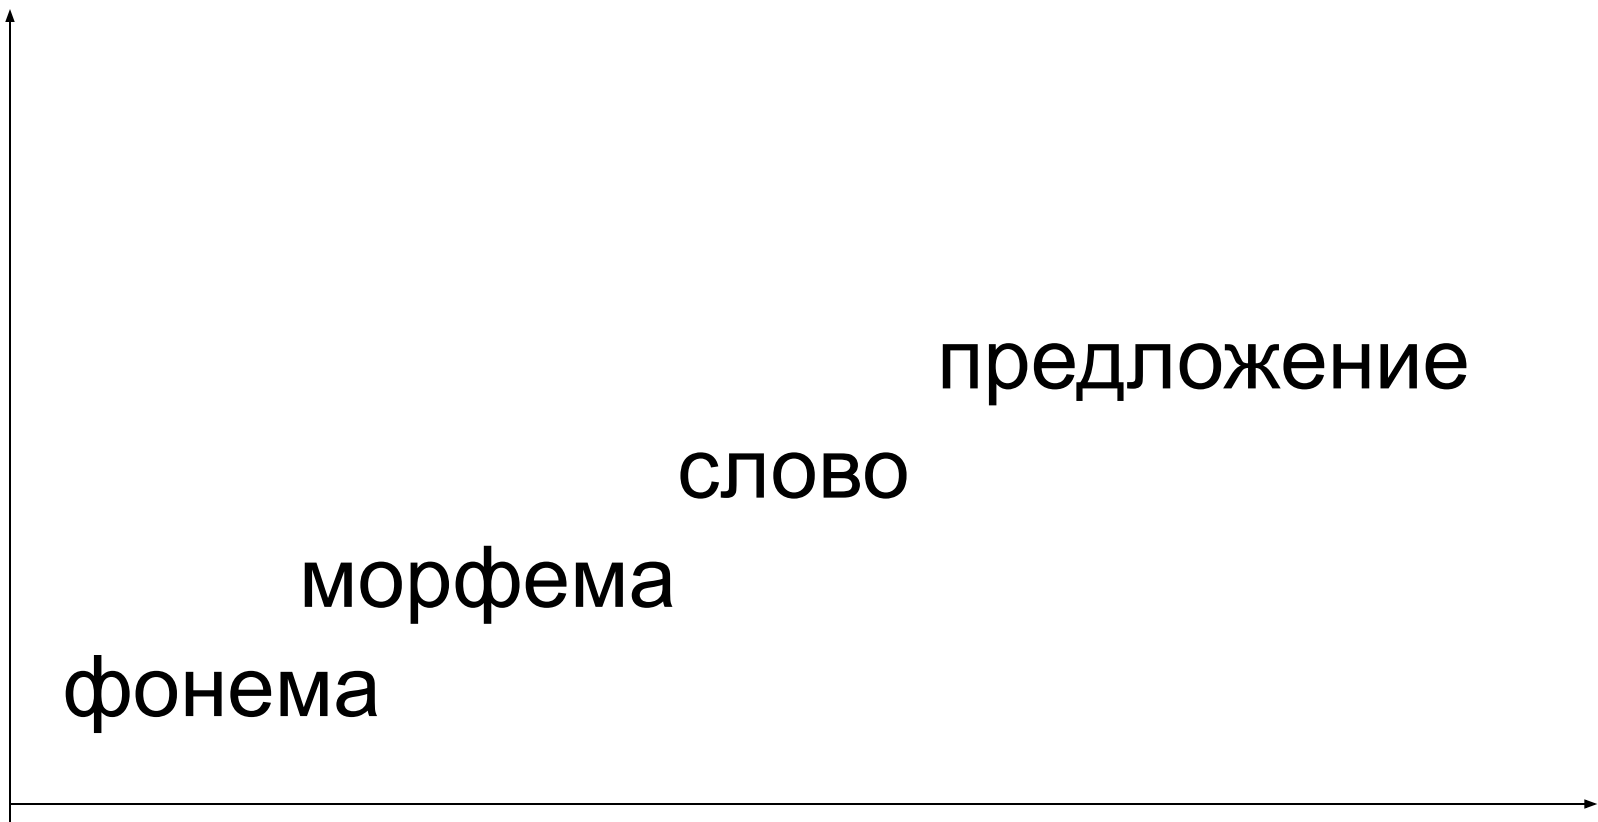 предложение
слово
морфема
фонема